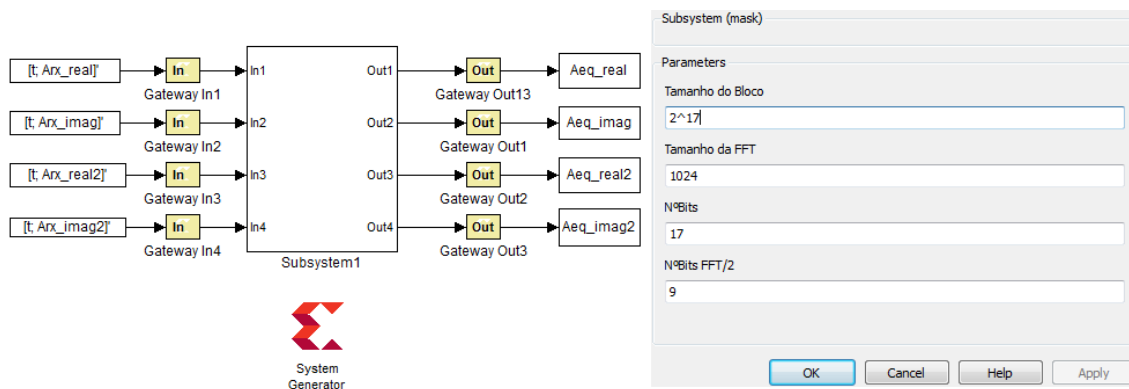 [t; Arx_real]'
In
Gateway In1
In1
Out1
Out
Gateway Out13
Aeq_real
[t; Arx_imag]'
In
Gateway In2
In2
Out2
Out
Gateway Out1
Aeq_imag
[t; Arx_real2]'
In
Gateway In3
In3
Out3
Out
Gateway Out2
Aeq_real2
[t; Arx_imag2]'
In
Gateway In4
In4
Out4
Out
Gateway Out3
Aeq_imag2
Subsystem1
System
Generator
Subsystem (mask)
Parameters
Tamanho do Bloco
2^17
Tamanho da FFT
1024
NºBits
17
NºBits FFT/2
9
OK
Cancel
Help
Apply